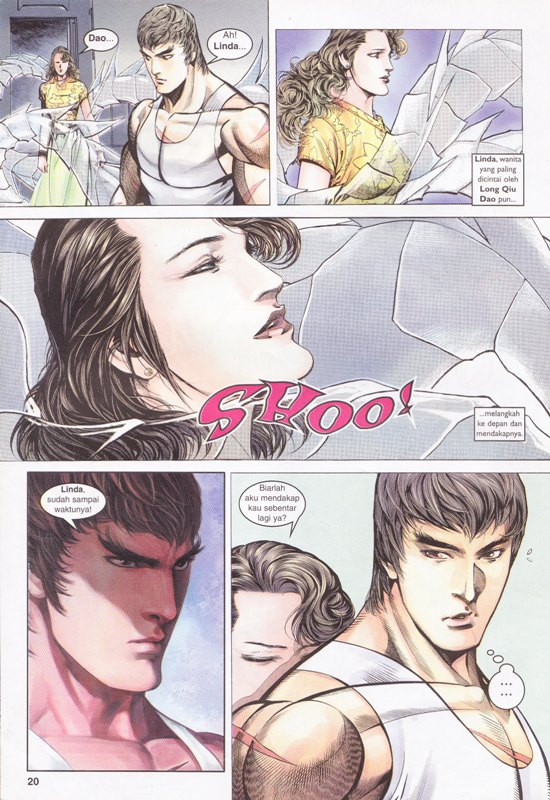 Dao...
Ah!
Linda...
Linda, wanita
yang paling
dicintai oleh
Long Qiu
Dao pun...
SHOO!
...melangkah
ke depan dan
mendakapnya.
Linda,
sudah sampai
waktunya!
Biarlah
aku mendakap
kau sebentar
lagi ya?
...
...
20